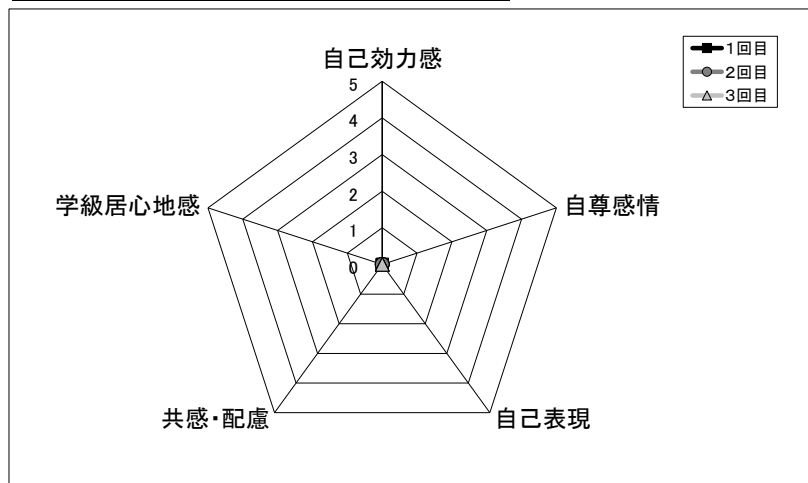 自己効力感
1回目
2回目
3回目
5
4
3
2
1
0
学級居心地感
自尊感情
共感・配慮
自己表現